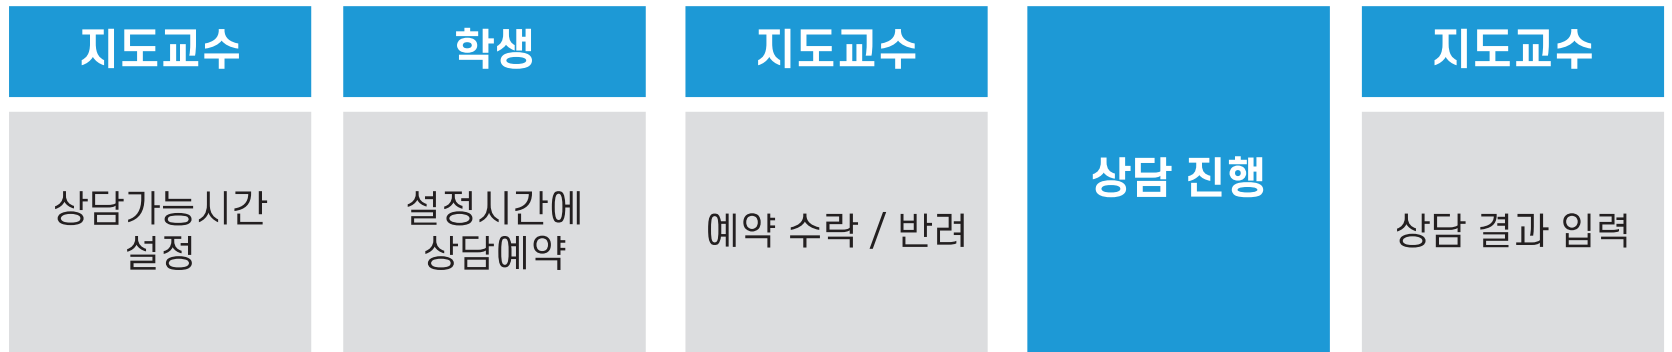 지도교수
상담가능시간
설정
학생
설정시간에
상담예약
지도교수
예약 수락 / 반려
상담 진행
지도교수
상담 결과 입력